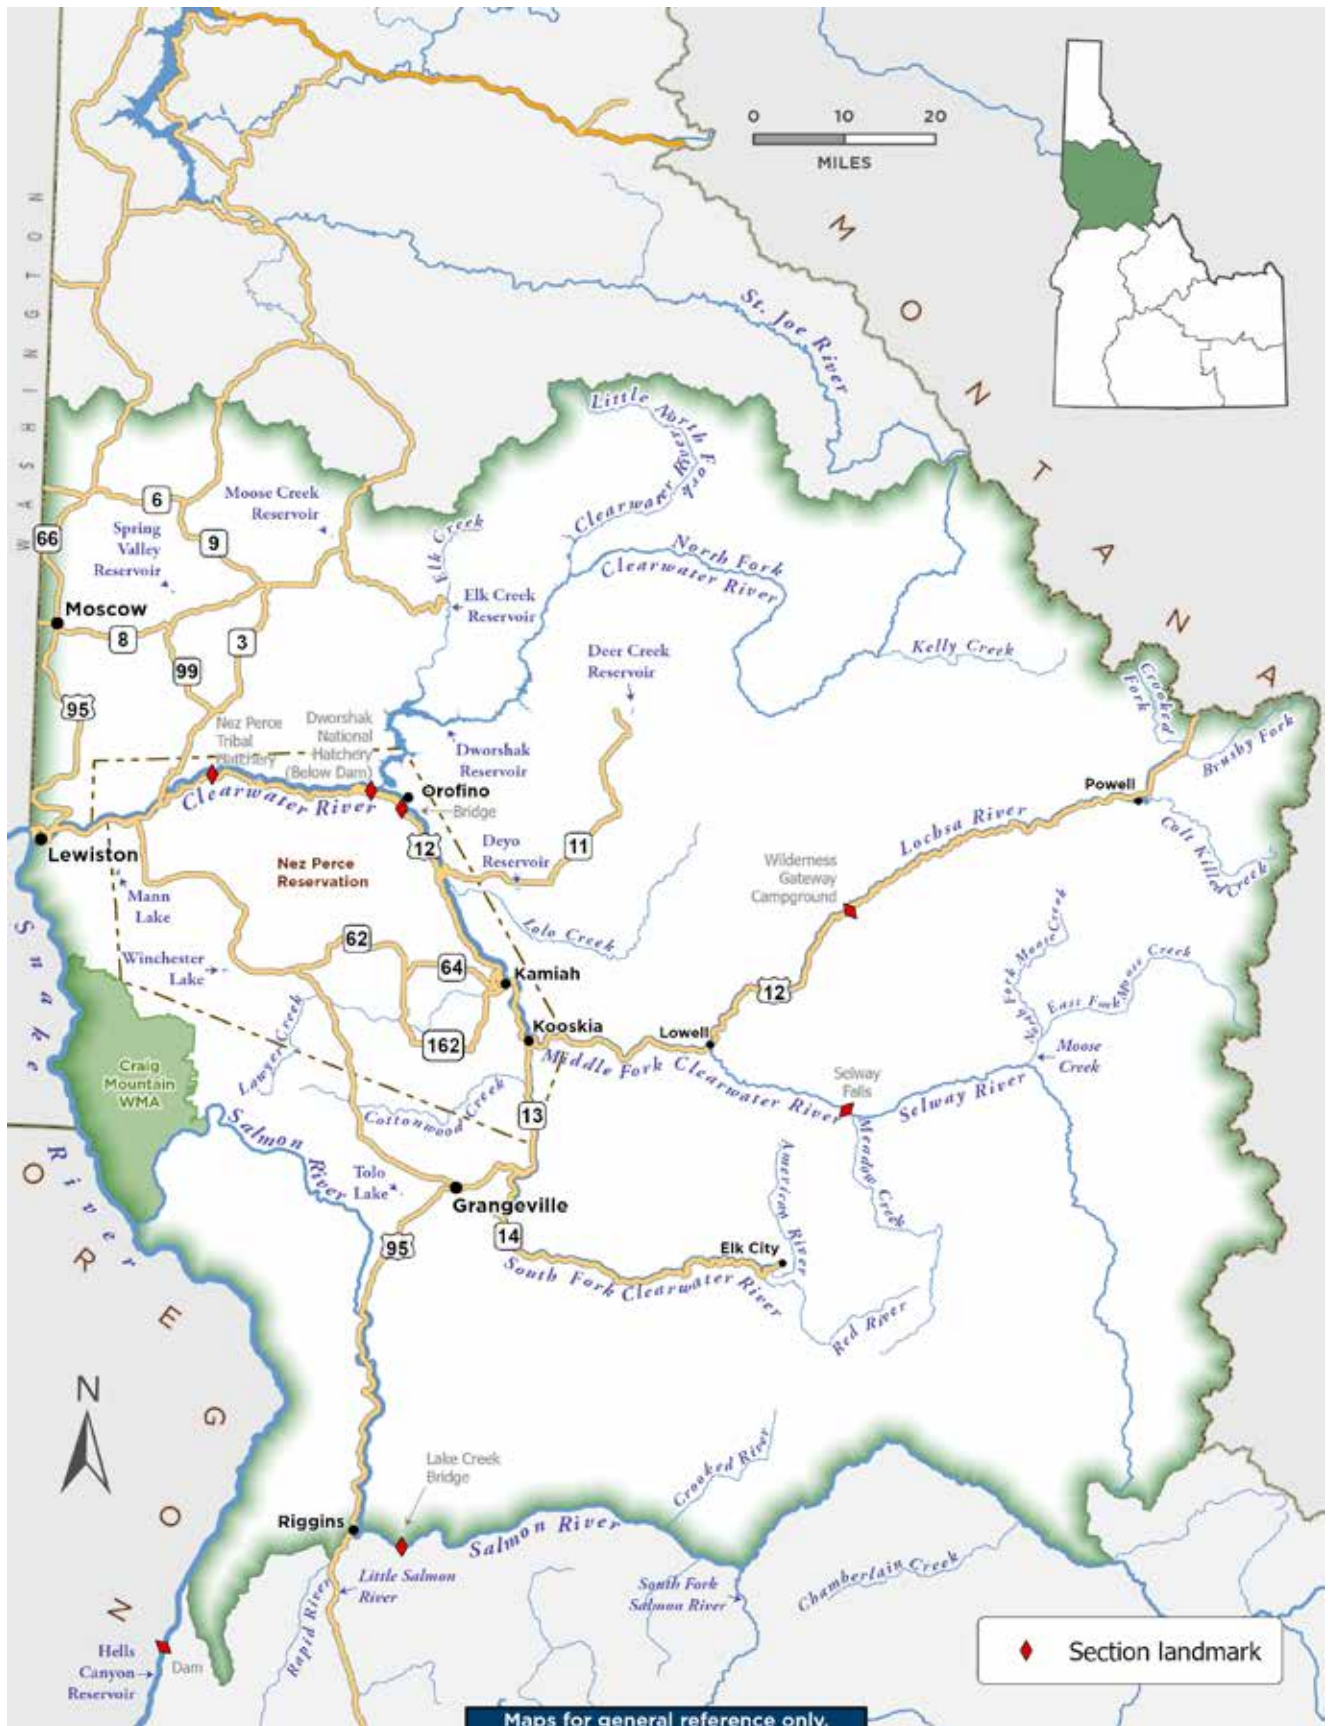 0 10 20
MILES
WASHINGTON
MONTANA
OREGON
St. Joe River
Little North Fork
Clearwater River
6
Moose Creek
Reservoir
Spring
Valley
Reservoir
66
9
Elk Creek
North Fork
Clearwater River
Elk Creek
Reservoir
Moscow
8
3
99
Deer Creek
Reservoir
Kelly Creek
95
Nez Perce
Tribal
Hatchery
Dworshak
National
Hatchery
(Below Dam)
Dworshak
Reservoir
Crooked
Fork
Brushy Fork
Powell
Orofino
Bridge
Clearwater River
Lochsa River
Colt Killed Creek
Lewiston
12
Deyo
Reservoir
11
Nez Perce
Reservation
Wilderness
Gateway
Campground
Mann
Lake
Snake River
Lolo Creek
62
Winchester
Lake
64
Kamiah
12
North Fork Moose Creek
East Fork Moose Creek
Lawyer Creek
162
Kooskia
Lowell
Middle Fork Clearwater River
Moose
Creek
Craig
Mountain
WMA
Selway
Falls
Selway River
Cottonwood Creek
13
Salmon River
American River
Meadow Creek
Tolo
Lake
Grangeville
14
95
Elk City
South Fork Clearwater River
Red River
N
Lake Creek
Bridge
Crooked River
Riggins
Salmon River
Little Salmon
River
Rapid River
South Fork
Salmon River
Chamberlain Creek
Hells
Canyon
Reservoir
Dam
Section landmark
Maps for general reference only.